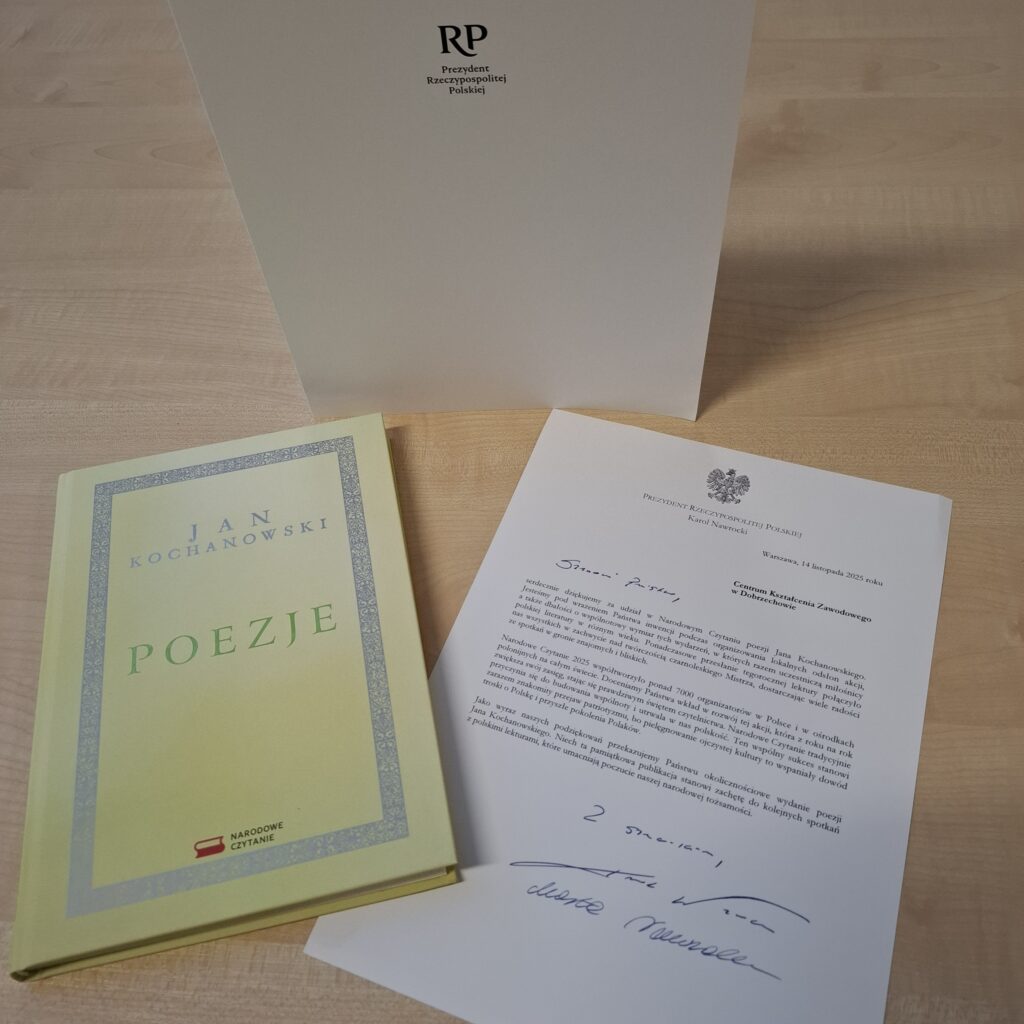 RP
Prezydent
Rzeczypospolitej
Polskiej
JAN
KOCHANOWSKI
POEZJE
NARODOWE
CZYTANIE
PREZYDENT RZECZYPOSPOLITEJ POLSKIEJ
Karol Nawrocki
Warszawa, 14 listopada 2025 roku
Centrum Kształcenia Zawodowego
w Dobrzechowie
Szanowni Państwo,
serdecznie dziękujemy za udział w Narodowym Czytaniu poezji Jana Kochanowskiego.
Jesteśmy pod wrażeniem Państwa inwencji podczas organizowania lokalnych odsłon akcji,
a także dbałości o wspólnotowy wymiar tych wydarzeń, w których razem uczestniczą miłośnicy
polskiej literatury w różnym wieku. Ponadczasowe przesłanie tegorocznej lektury połączyło
nas wszystkich w zachwycie nad twórczością czarnoleskiego Mistrza, dostarczając wiele radości
ze spotkań w gronie znajomych i bliskich.
Narodowe Czytanie 2025 współtworzyło ponad 7000 organizatorów w Polsce i w ośrodkach
polonijnych na całym świecie. Doceniamy Państwa wkład w rozwój tej akcji, która z roku na rok
zwiększa swój zasięg, stając się prawdziwym świętem czytelnictwa. Narodowe Czytanie tradycyjnie
przyczynia się do budowania wspólnoty i utrwala w nas polskość. Ten wspólny sukces stanowi
zarazem znakomity przejaw patriotyzmu, bo pielęgnowanie ojczystej kultury to wspaniały dowód
troski o Polskę i przyszłe pokolenia Polaków.
Jako wyraz naszych podziękowań przekazujemy Państwu okolicznościowe wydanie poezji
Jana Kochanowskiego. Niech ta pamiątkowa publikacja stanowi zachętę do kolejnych spotkań
z polskimi lekturami, które umacniają poczucie naszej narodowej tożsamości.
Z
Marta Nawrocka